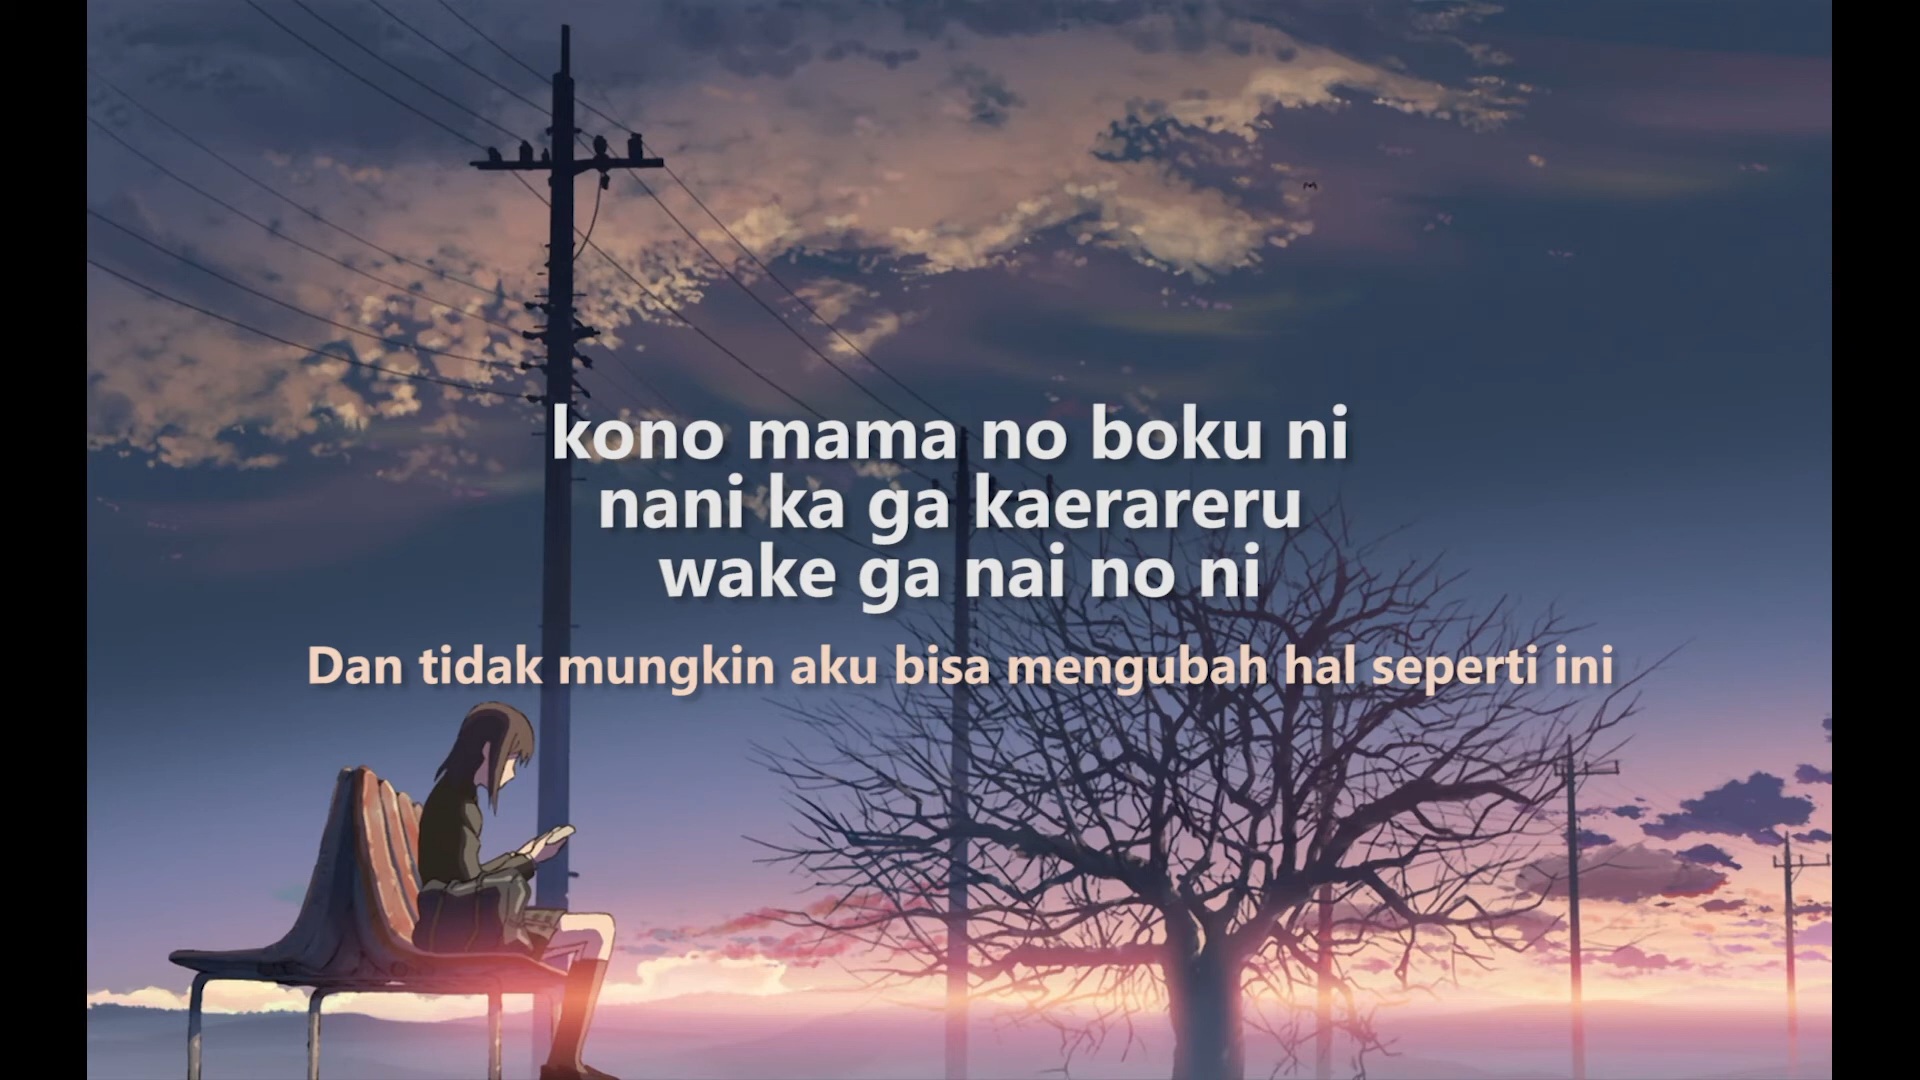 kono mama no boku ni
nani ka ga kaerareru
wake ga nai no ni
Dan tidak mungkin aku bisa mengubah hal seperti ini